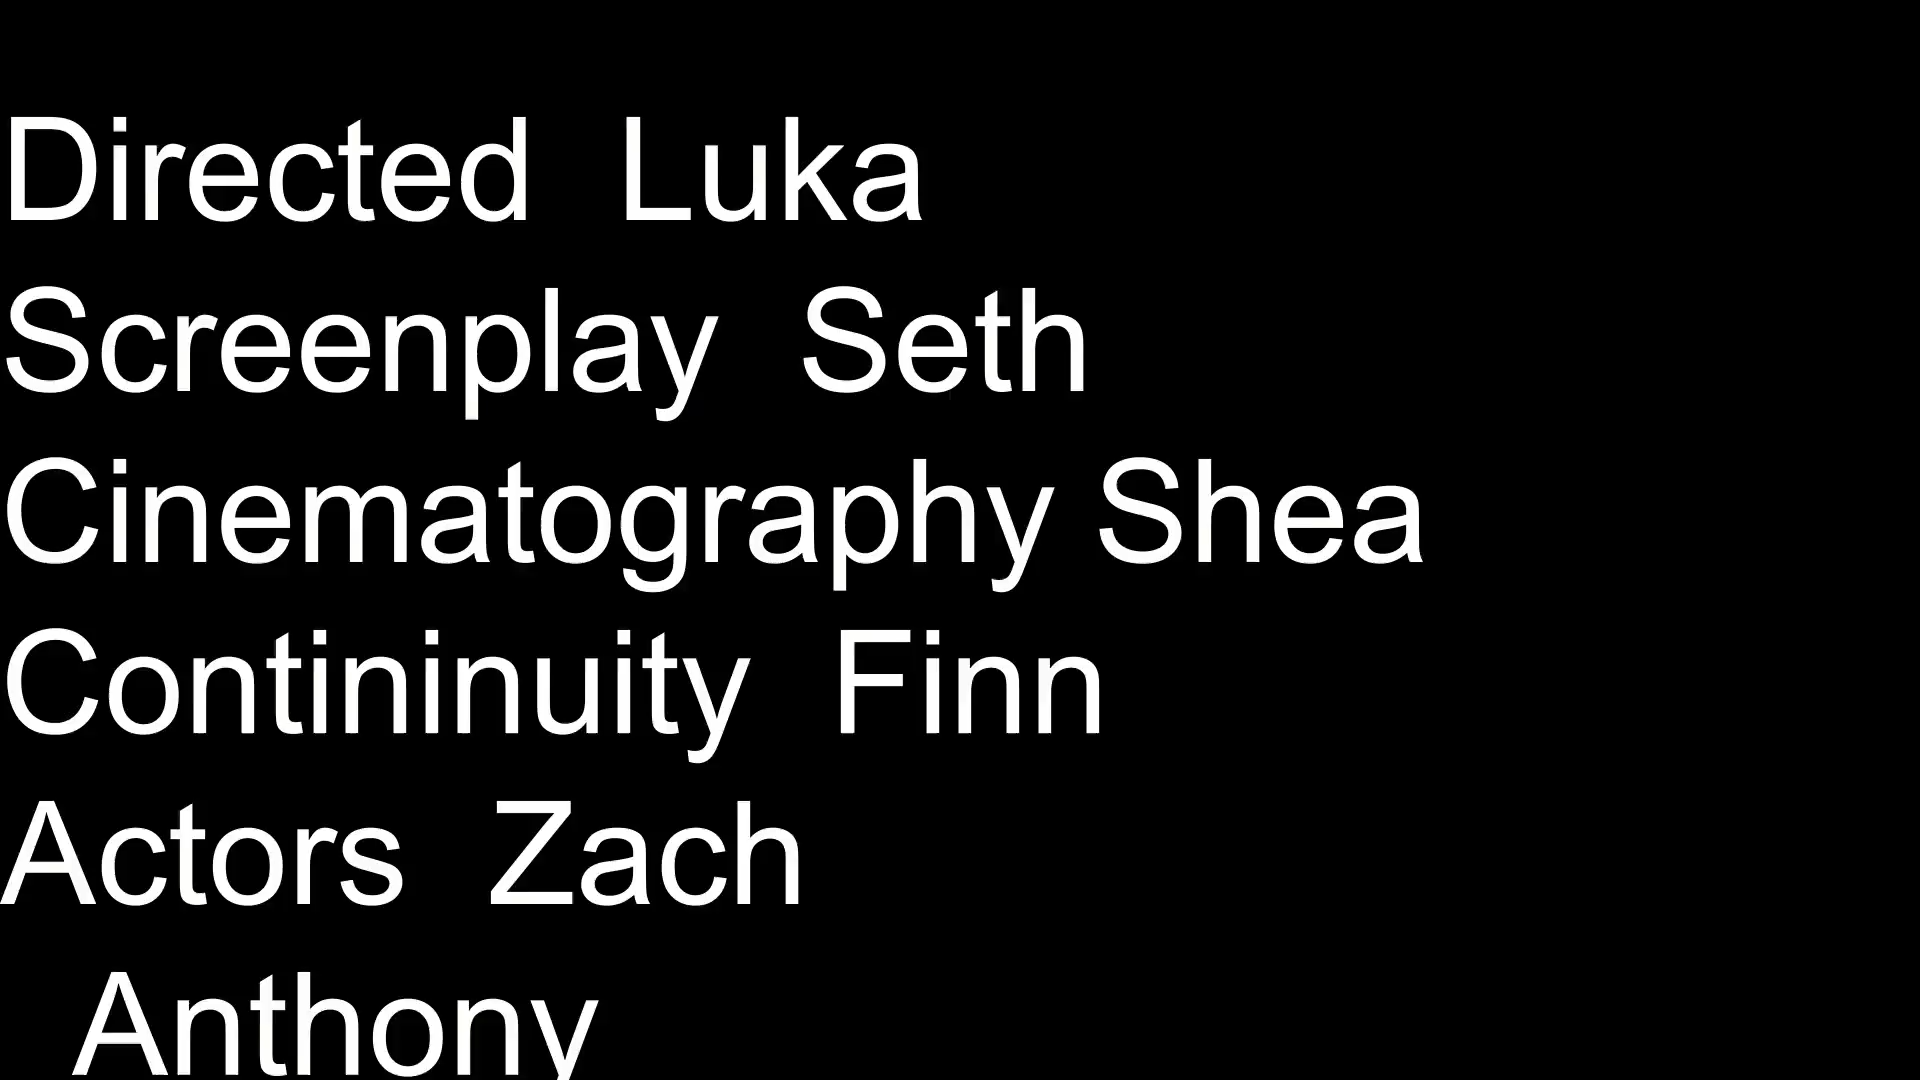 Directed  Luka
Screenplay  Seth
Cinematography Shea
Contininuity  Finn
Actors  Zach
Anthony